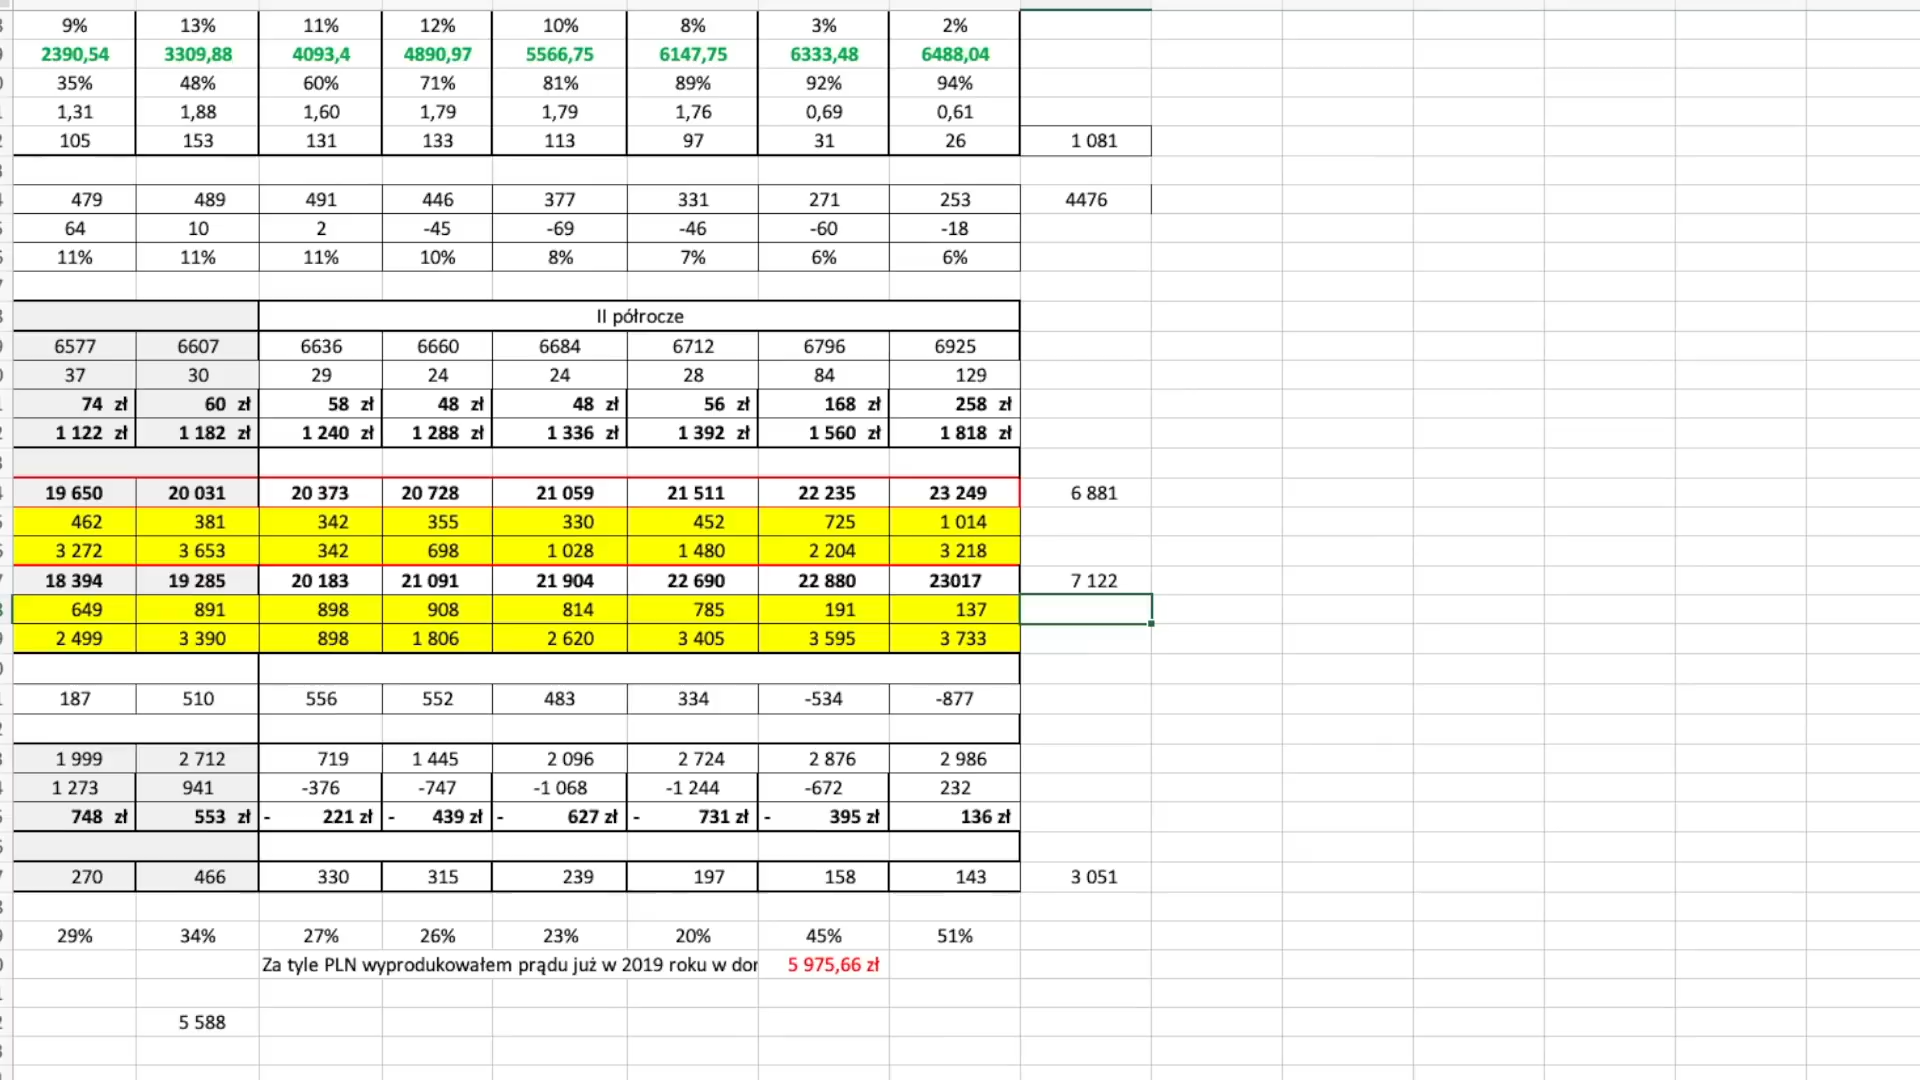 9% 13% 11% 12% 10% 8% 3% 2%
2390,54 3309,88 4093,4 4890,97 5566,75 6147,75 6333,48 6488,04
35% 48% 60% 71% 81% 89% 92% 94%
1,31 1,88 1,60 1,79 1,79 1,76 0,69 0,61
105 153 131 133 113 97 31 26 1 081
479 489 491 446 377 331 271 253 4476
64 10 2 -45 -69 -46 -60 -18
11% 11% 11% 10% 8% 7% 6% 6%
II półrocze
6577 6607 6636 6660 6684 6712 6796 6925
37 30 29 24 24 28 84 129
74 zł 60 zł 58 zł 48 zł 48 zł 56 zł 168 zł 258 zł
1 122 zł 1 182 zł 1 240 zł 1 288 zł 1 336 zł 1 392 zł 1 560 zł 1 818 zł
19 650 20 031 20 373 20 728 21 059 21 511 22 235 23 249 6 881
462 381 342 355 330 452 725 1 014
3 272 3 653 342 698 1 028 1 480 2 204 3 218
18 394 19 285 20 183 21 091 21 904 22 690 22 880 23017 7 122
649 891 898 908 814 785 191 137
2 499 3 390 898 1 806 2 620 3 405 3 595 3 733
187 510 556 552 483 334 -534 -877
1 999 2 712 719 1 445 2 096 2 724 2 876 2 986
1 273 941 -376 -747 -1 068 -1 244 -672 232
748 zł 553 zł - 221 zł - 439 zł - 627 zł - 731 zł - 395 zł 136 zł
270 466 330 315 239 197 158 143 3 051
29% 34% 27% 26% 23% 20% 45% 51%
Za tyle PLN wyprodukowałem prądu już w 2019 roku w dor 5 975,66 zł
5 588